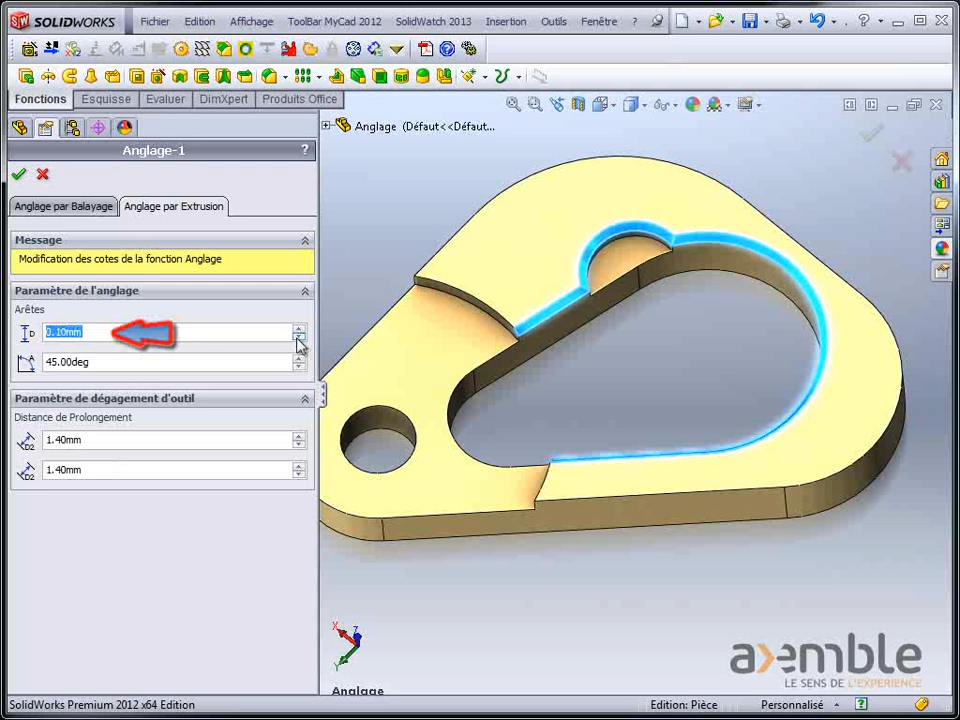 SOLIDWORKS
Fichier Edition Affichage ToolBar MyCad 2012 SolidWatch 2013 Insertion Outils Fenêtre ?
Fonctions Esquisse Evaluer DimXpert Produits Office
Anglage (Défaut<<Défaut...
Anglage-1 ?
Anglage par Balayage Anglage par Extrusion
Message
Modification des cotes de la fonction Anglage
Paramètre de l'anglage
Arêtes
D 0.10mm
A 45.00deg
Paramètre de dégagement d'outil
Distance de Prolongement
D2 1.40mm
D2 1.40mm
X Z
Y
Anglage
axemble
LE SENS DE L'EXPÉRIENCE
SolidWorks Premium 2012 x64 Edition Edition: Pièce Personnalisé ?